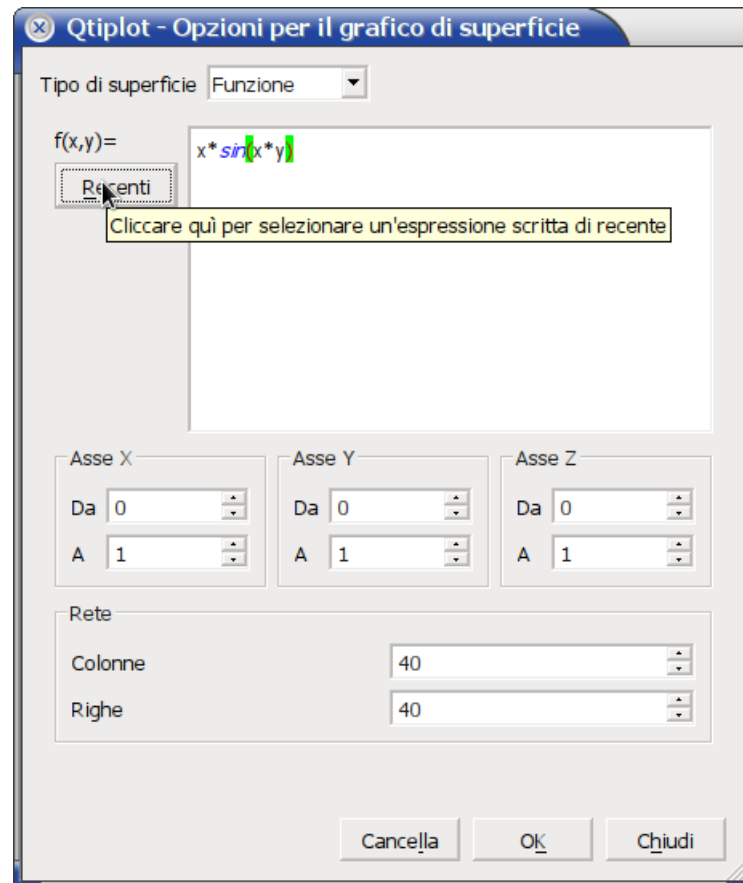 Qtiplot - Opzioni per il grafico di superficie
Tipo di superficie Funzione
f(x,y)=
x*sin(x*y)
Recenti
Cliccare quì per selezionare un'espressione scritta di recente
Asse X Asse Y Asse Z
Da 0 Da 0 Da 0
A 1 A 1 A 1
Rete
Colonne 40
Righe 40
Cancella OK Chiudi